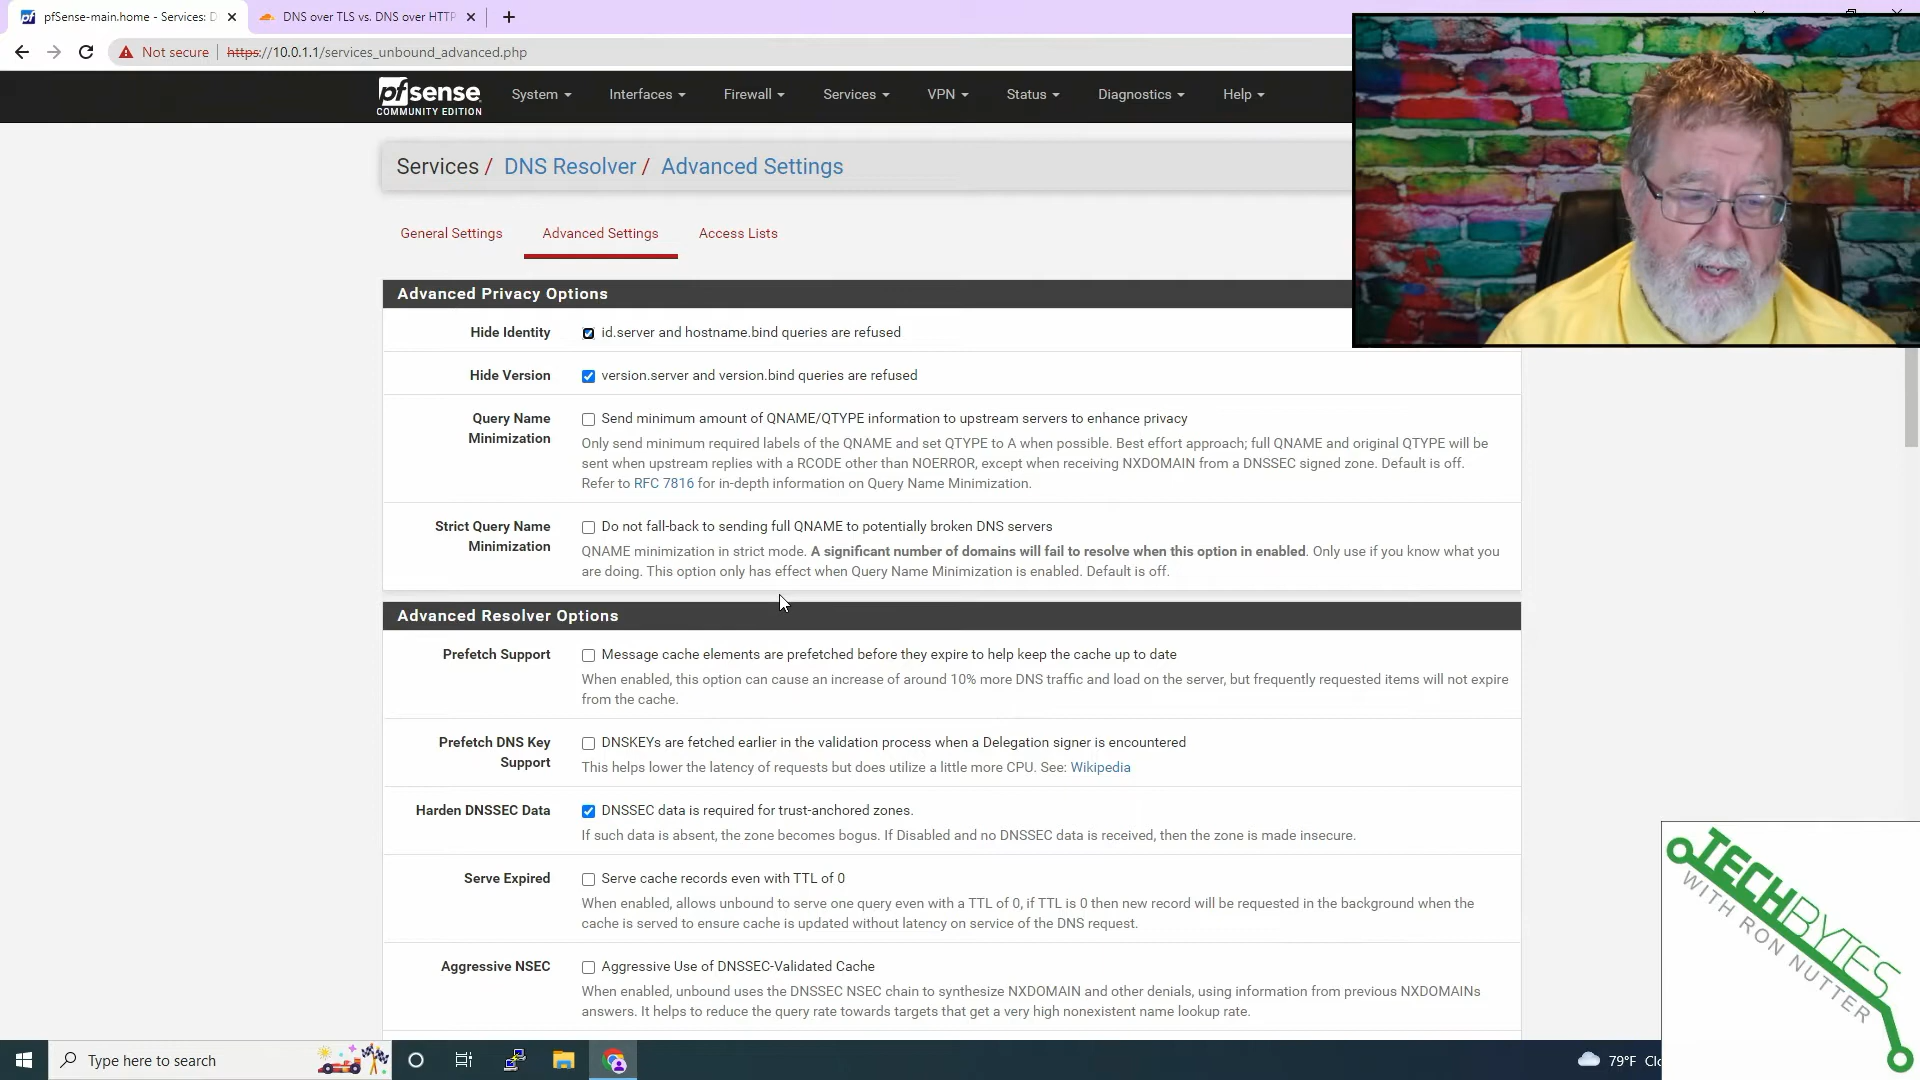 pfSense-main.home - Services: D
DNS over TLS vs. DNS over HTTP
Not secure
https://10.0.1.1/services_unbound_advanced.php
pfsense
COMMUNITY EDITION
System
Interfaces
Firewall
Services
VPN
Status
Diagnostics
Help
Services / DNS Resolver / Advanced Settings
General Settings
Advanced Settings
Access Lists
Advanced Privacy Options
Hide Identity
id.server and hostname.bind queries are refused
Hide Version
version.server and version.bind queries are refused
Query Name
Minimization
Send minimum amount of QNAME/QTYPE information to upstream servers to enhance privacy
Only send minimum required labels of the QNAME and set QTYPE to A when possible. Best effort approach; full QNAME and original QTYPE will be
sent when upstream replies with a RCODE other than NOERROR, except when receiving NXDOMAIN from a DNSSEC signed zone. Default is off.
Refer to RFC 7816 for in-depth information on Query Name Minimization.
Strict Query Name
Minimization
Do not fall-back to sending full QNAME to potentially broken DNS servers
QNAME minimization in strict mode. A significant number of domains will fail to resolve when this option in enabled. Only use if you know what you
are doing. This option only has effect when Query Name Minimization is enabled. Default is off.
Advanced Resolver Options
Prefetch Support
Message cache elements are prefetched before they expire to help keep the cache up to date
When enabled, this option can cause an increase of around 10% more DNS traffic and load on the server, but frequently requested items will not expire
from the cache.
Prefetch DNS Key
Support
DNSKEYs are fetched earlier in the validation process when a Delegation signer is encountered
This helps lower the latency of requests but does utilize a little more CPU. See: Wikipedia
Harden DNSSEC Data
DNSSEC data is required for trust-anchored zones.
If such data is absent, the zone becomes bogus. If Disabled and no DNSSEC data is received, then the zone is made insecure.
Serve Expired
Serve cache records even with TTL of 0
When enabled, allows unbound to serve one query even with a TTL of 0, if TTL is 0 then new record will be requested in the background when the
cache is served to ensure cache is updated without latency on service of the DNS request.
Aggressive NSEC
Aggressive Use of DNSSEC-Validated Cache
When enabled, unbound uses the DNSSEC NSEC chain to synthesize NXDOMAIN and other denials, using information from previous NXDOMAINs
answers. It helps to reduce the query rate towards targets that get a very high nonexistent name lookup rate.
TECHBYTES
WITH RON NUTTER
Type here to search
79°F Clo